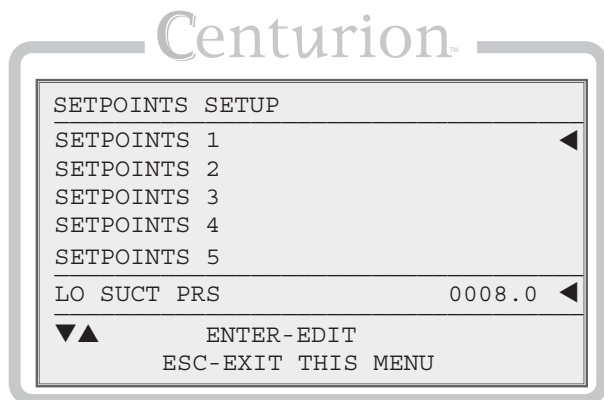 Centurion™
SETPOINTS SETUP
SETPOINTS 1 ◀
SETPOINTS 2
SETPOINTS 3
SETPOINTS 4
SETPOINTS 5
LO SUCT PRS 0008.0 ◀
▼▲ ENTER-EDIT
ESC-EXIT THIS MENU